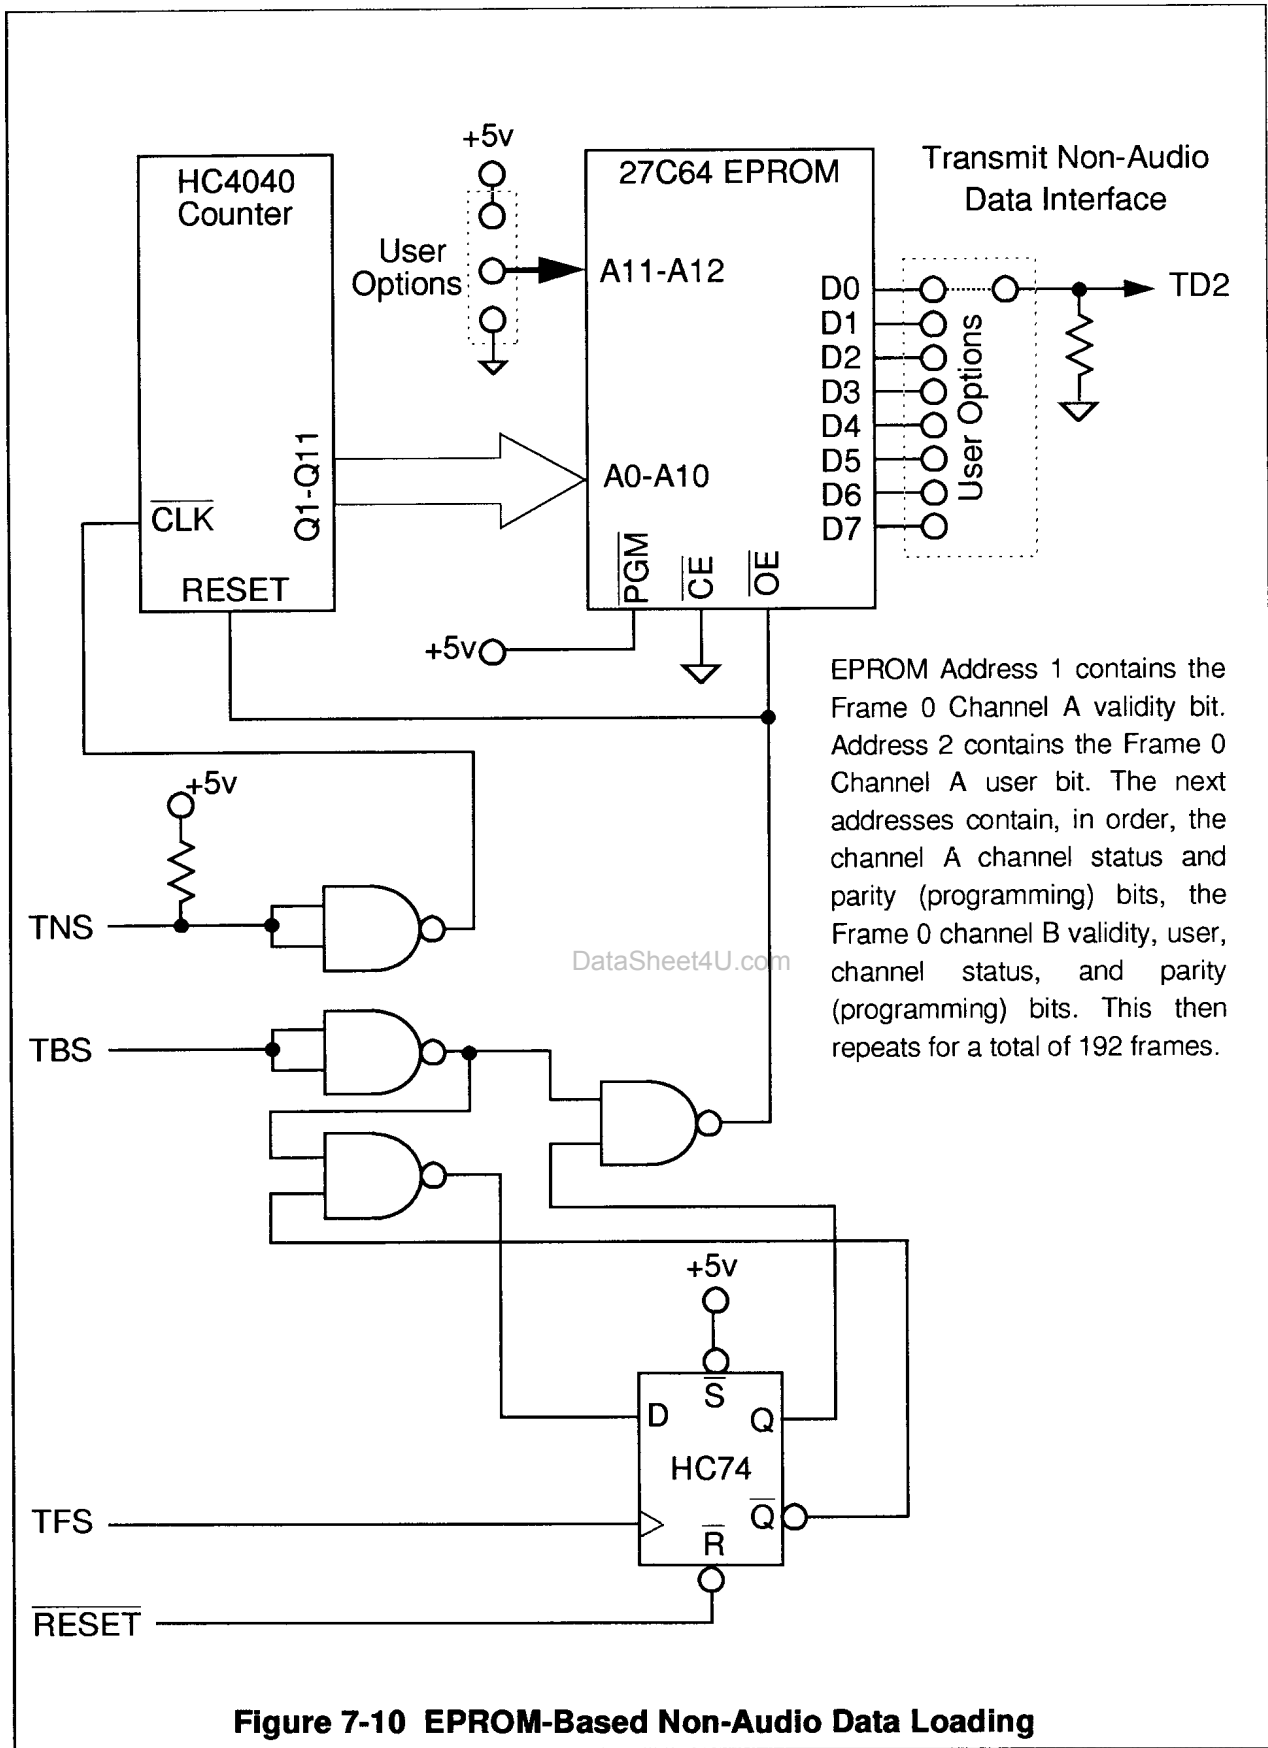 +5v
HC4040
Counter
27C64 EPROM
Transmit Non-Audio
Data Interface
User
Options
A11-A12
D0
TD2
D1
D2
D3
D4
D5
D6
D7
User Options
Q1-Q11
A0-A10
CLK
RESET
PGM
CE
OE
+5v
EPROM Address 1 contains the
Frame 0 Channel A validity bit.
Address 2 contains the Frame 0
Channel A user bit. The next
addresses contain, in order, the
channel A channel status and
parity (programming) bits, the
Frame 0 channel B validity, user,
channel status, and parity
(programming) bits. This then
repeats for a total of 192 frames.
+5v
TNS
DataSheet4U.com
TBS
+5v
S
D
Q
HC74
TFS
Q
R
RESET
Figure 7-10 EPROM-Based Non-Audio Data Loading